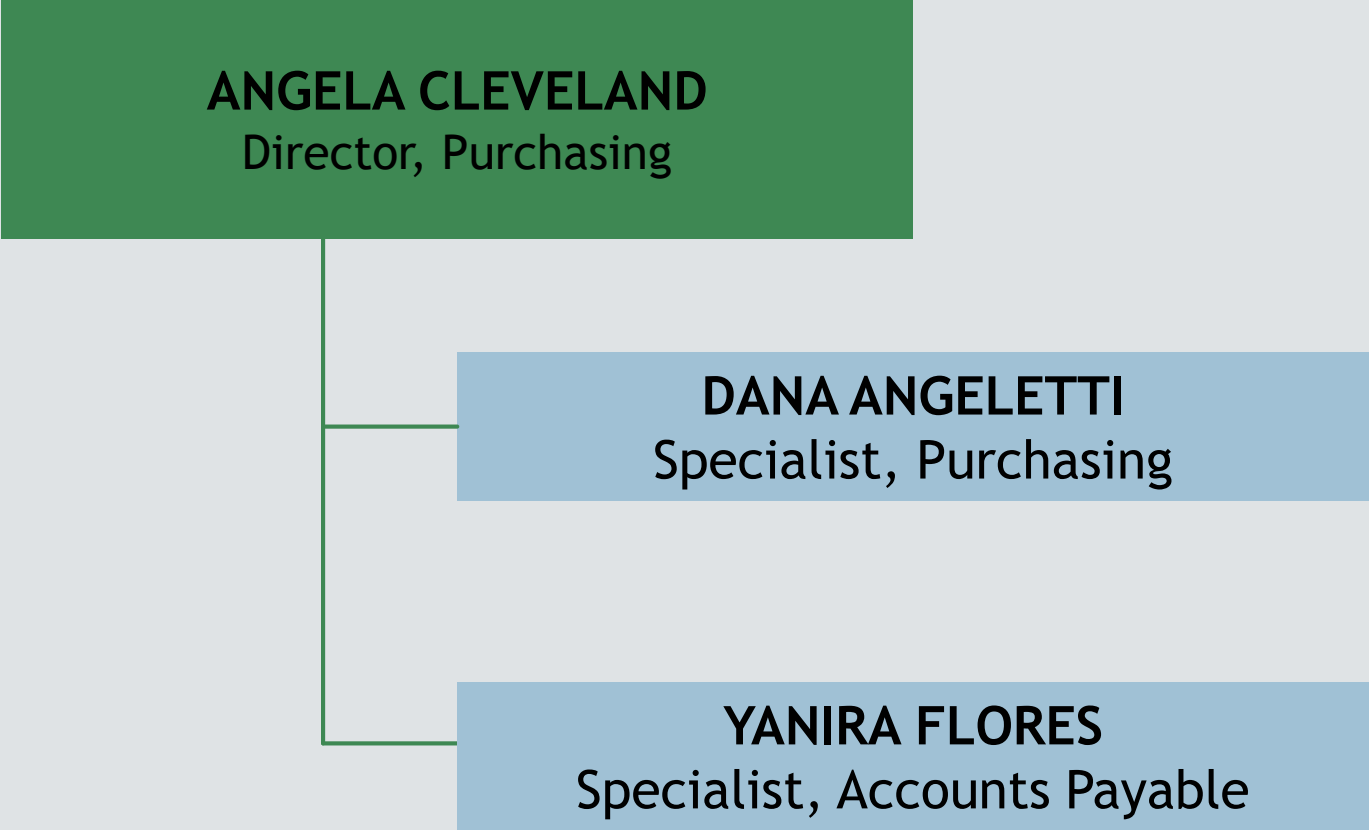 ANGELA CLEVELAND
Director, Purchasing
DANA ANGELETTI
Specialist, Purchasing
YANIRA FLORES
Specialist, Accounts Payable